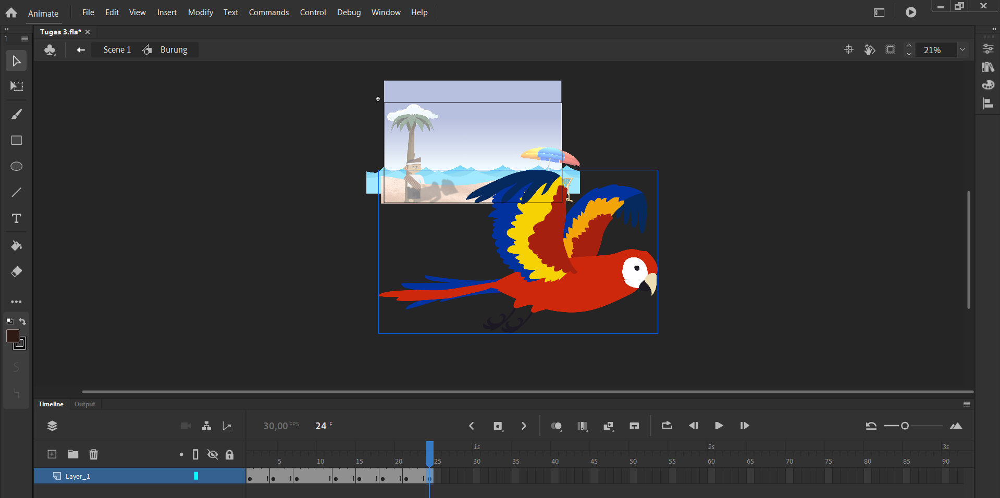 Animate File Edit View Insert Modify Text Commands Control Debug Window Help
Tugas 3.fla*
Scene 1 Burung 21%
Timeline Output
30,00 FPS 24 F
1s 2s 3s
5 10 15 20 25 30 35 40 45 50 55 60 65 70 75 80 85 90
Layer_1